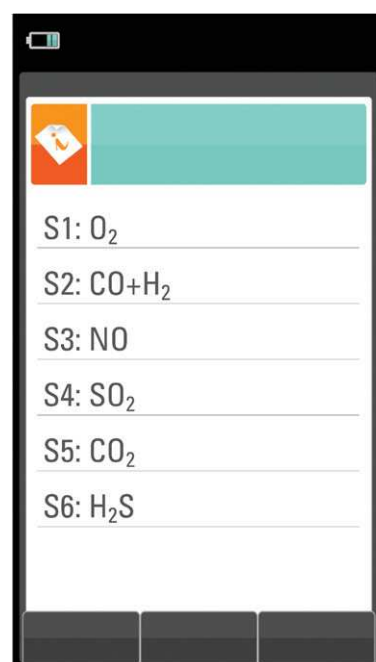 S1: O₂
S2: CO+H₂
S3: NO
S4: SO₂
S5: CO₂
S6: H₂S